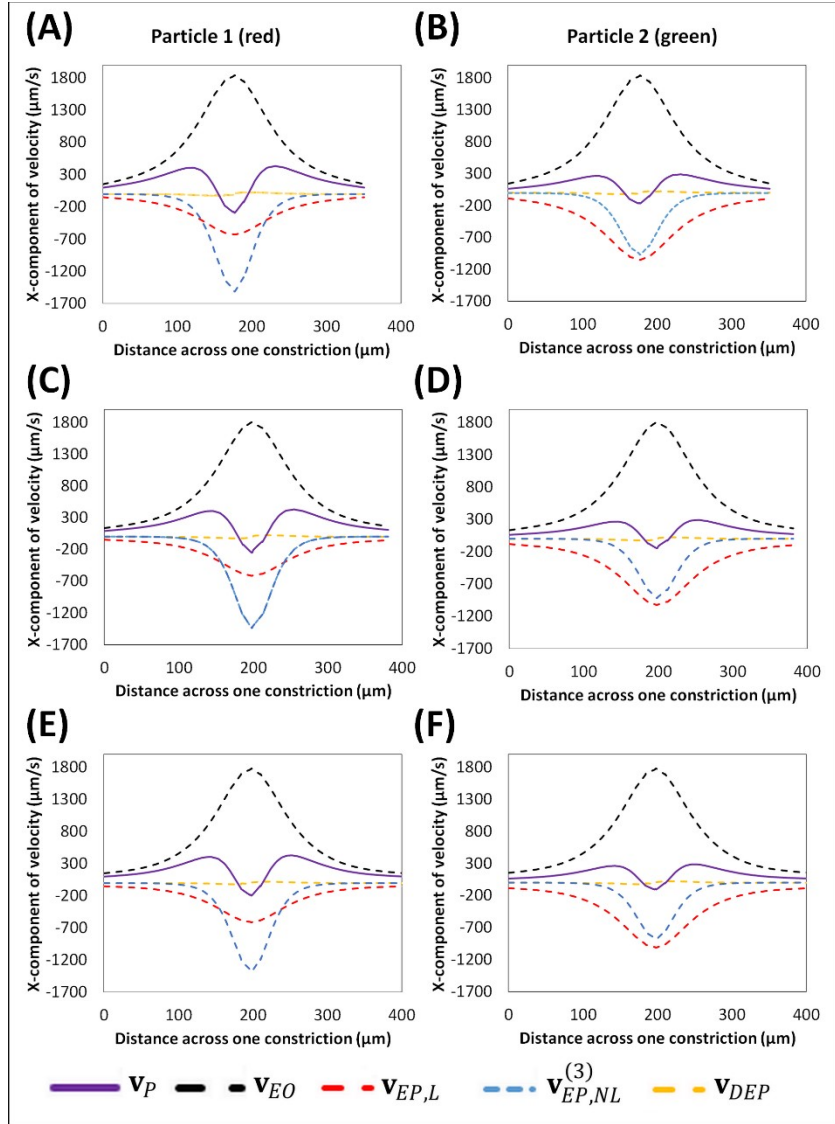 (A)
Particle 1 (red)
X-component of velocity (µm/s)
1800
1300
800
300
-200
-700
-1200
-1700
0 100 200 300 400
Distance across one constriction (µm)
(B)
Particle 2 (green)
X-component of velocity (µm/s)
1800
1300
800
300
-200
-700
-1200
-1700
0 100 200 300 400
Distance across one constriction (µm)
(C)
X-component of velocity (µm/s)
1800
1300
800
300
-200
-700
-1200
-1700
0 100 200 300 400
Distance across one constriction (µm)
(D)
X-component of velocity (µm/s)
1800
1300
800
300
-200
-700
-1200
-1700
0 100 200 300 400
Distance across one constriction (µm)
(E)
X-component of velocity (µm/s)
1800
1300
800
300
-200
-700
-1200
-1700
0 100 200 300 400
Distance across one constriction (µm)
(F)
X-component of velocity (µm/s)
1800
1300
800
300
-200
-700
-1200
-1700
0 100 200 300 400
Distance across one constriction (µm)
v_P v_EO v_EP,L v_EP,NL^(3) v_DEP